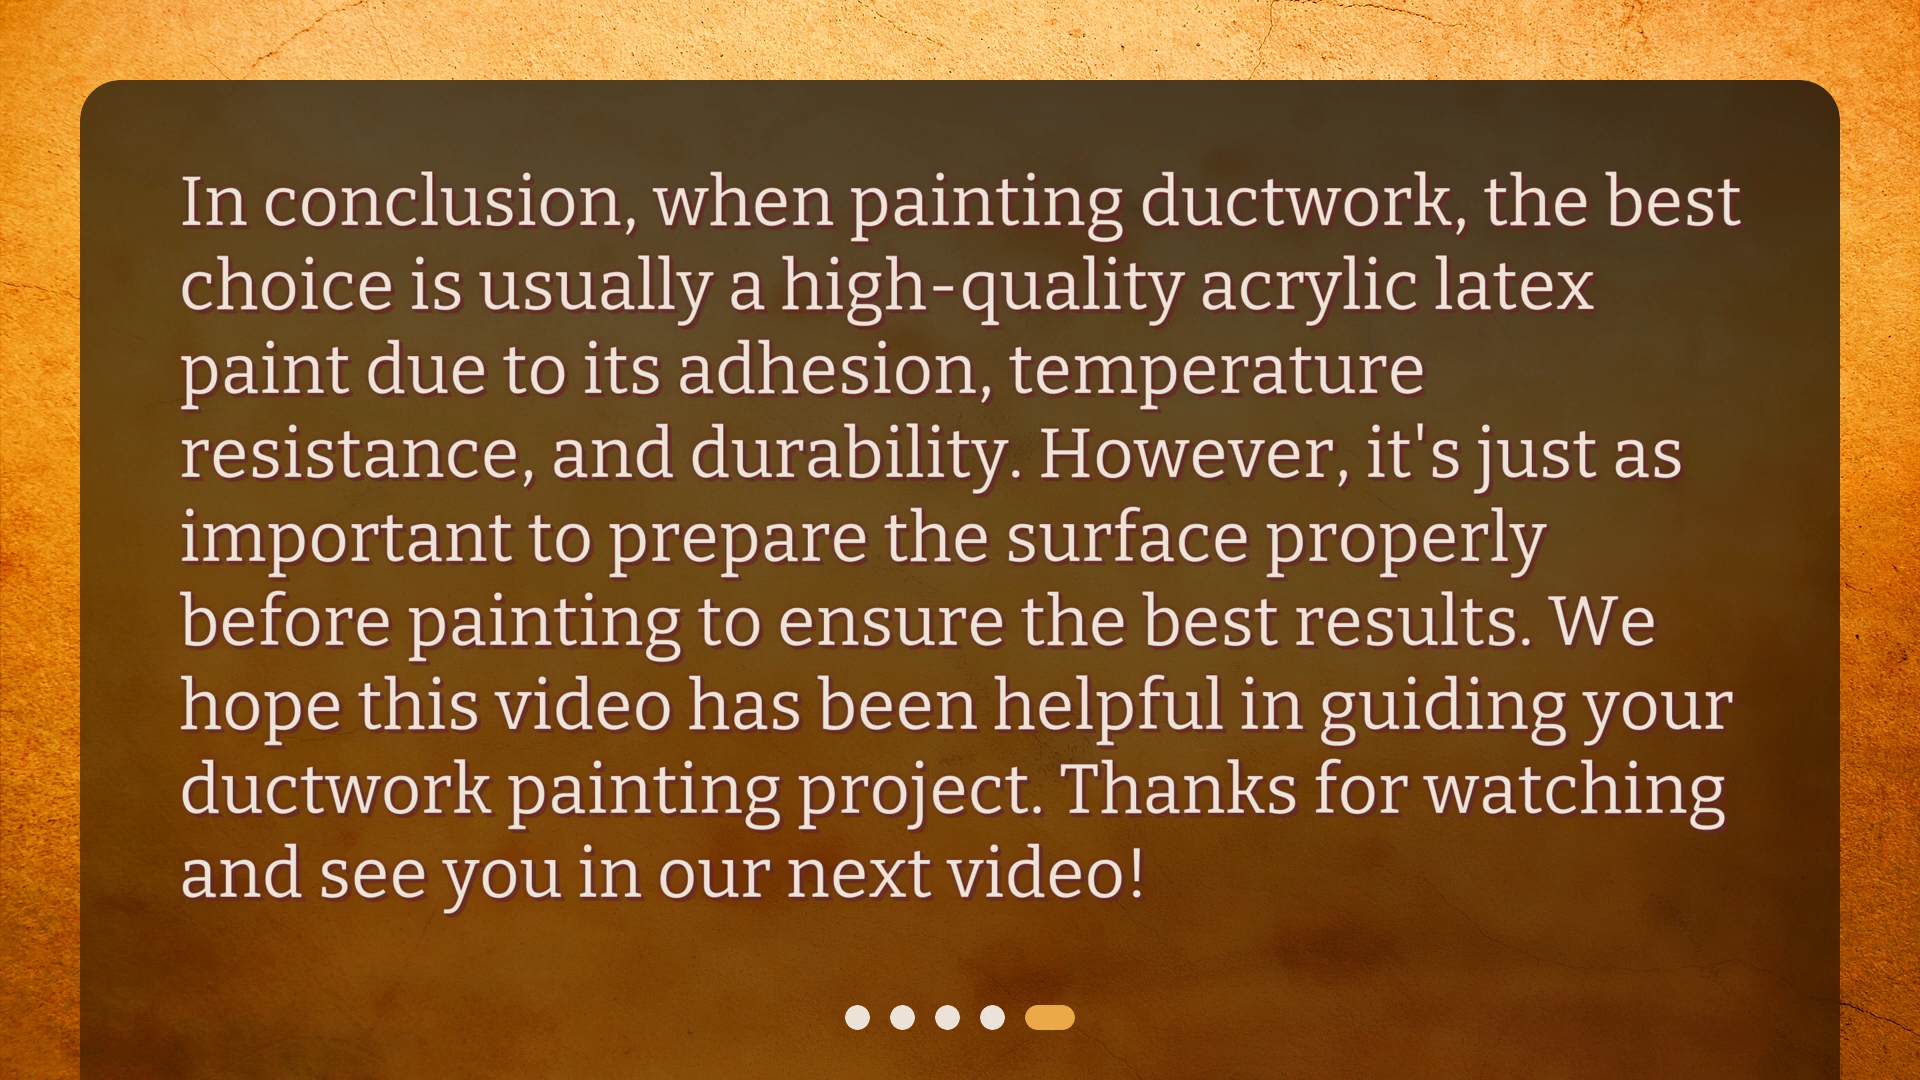 In conclusion, when painting ductwork, the best
choice is usually a high-quality acrylic latex
paint due to its adhesion, temperature
resistance, and durability. However, it's just as
important to prepare the surface properly
before painting to ensure the best results. We
hope this video has been helpful in guiding your
ductwork painting project. Thanks for watching
and see you in our next video!